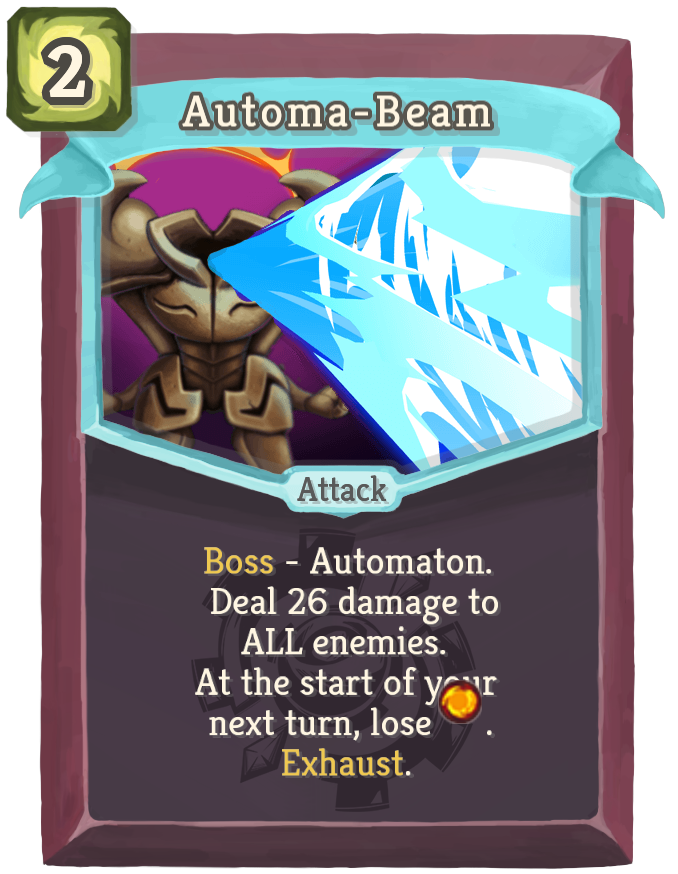 2
Automa-Beam
Attack
Boss - Automaton.
Deal 26 damage to
ALL enemies.
At the start of your
next turn, lose .
Exhaust.